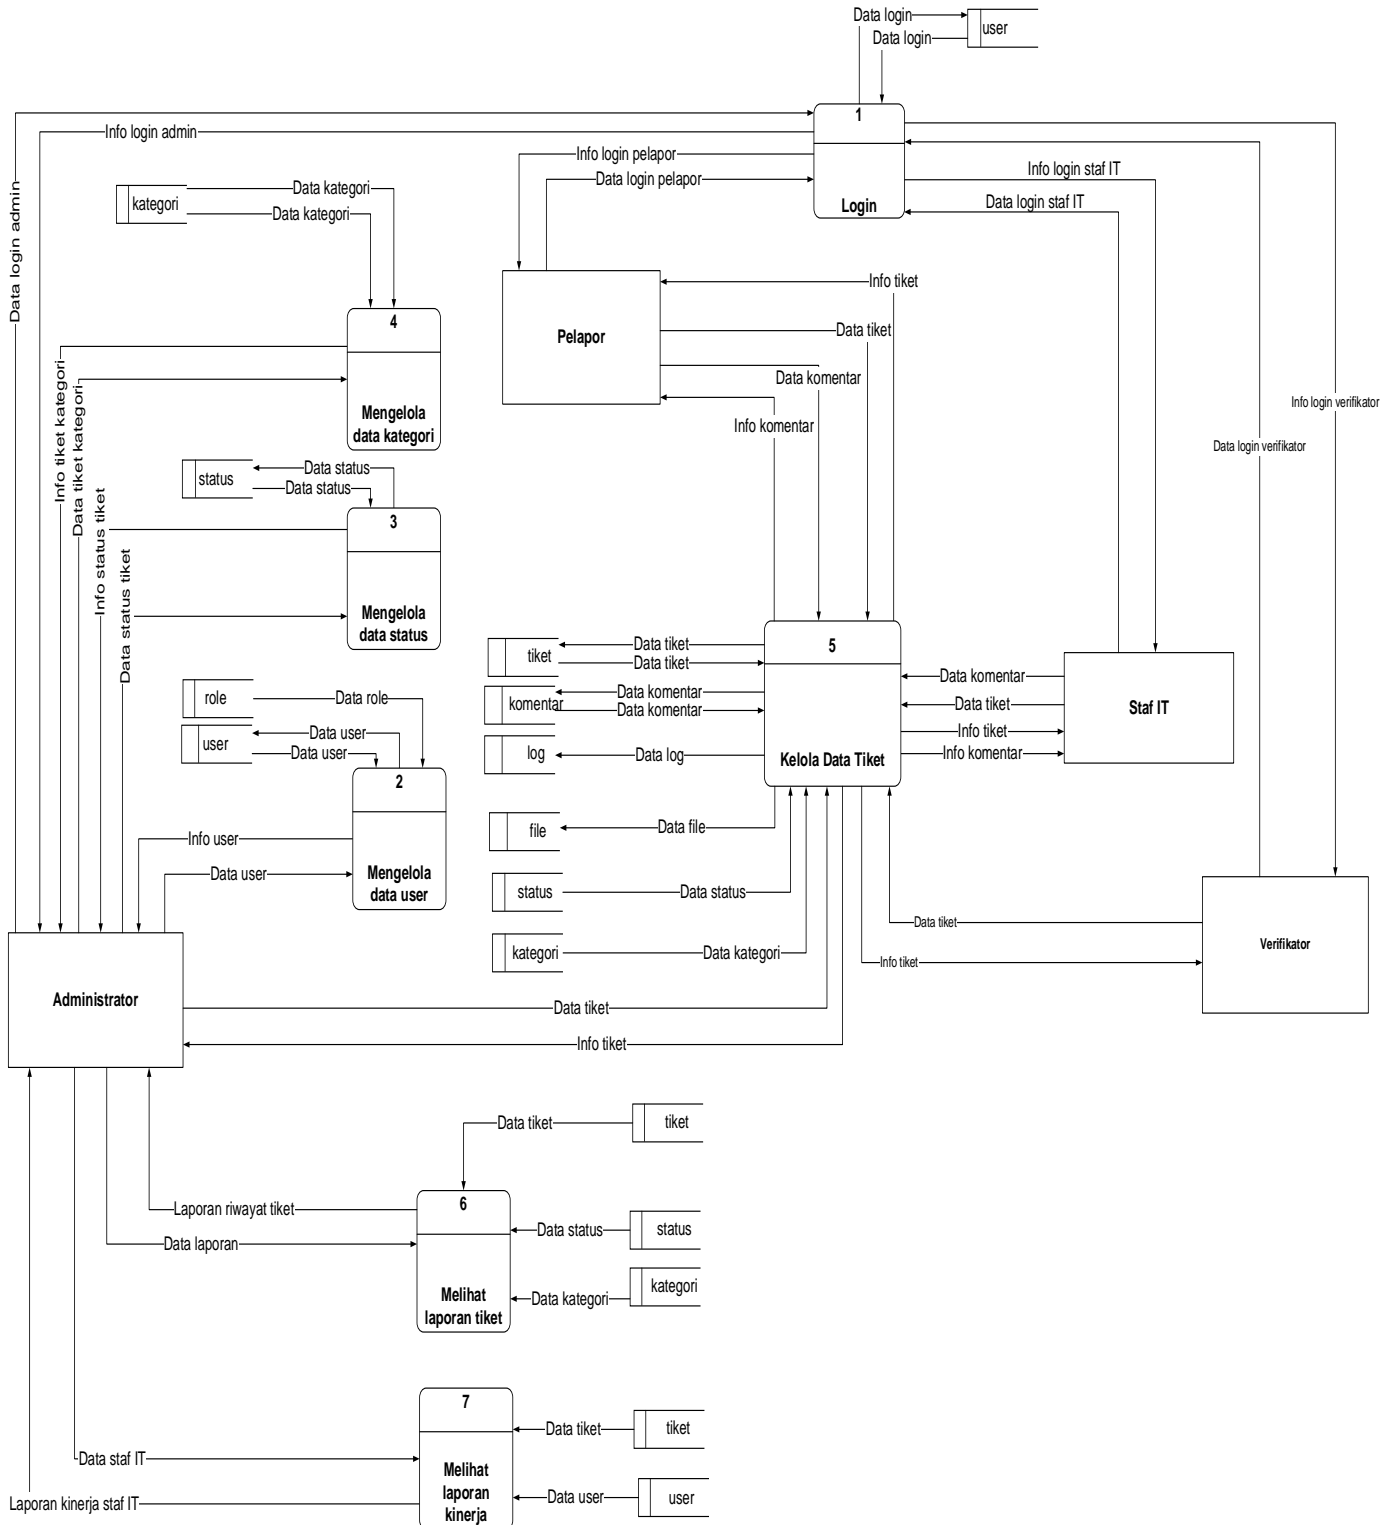 Data login
user
Data login
1
Info login admin
Info login pelapor
Info login staf IT
Data login pelapor
Data kategori
kategori
Data login staf IT
Data kategori
Login
Data login admin
Info tiket
4
Data tiket
Pelapor
Data komentar
Info login verifikator
Mengelola
data kategori
Info komentar
Info tiket kategori
Data tiket kategori
Data login verifikator
Data status
status
Data status
3
Info status tiket
Data status tiket
Mengelola
data status
5
Data tiket
tiket
Data tiket
Data komentar
Data komentar
komentar
Data komentar
Data tiket
Staf IT
role
Data role
Data user
user
Data user
Info tiket
log
Data log
Kelola Data Tiket
Info komentar
2
Data file
file
Info user
Data user
Mengelola
data user
status
Data status
Data tiket
kategori
Data kategori
Info tiket
Verifikator
Administrator
Data tiket
Info tiket
Data tiket
tiket
6
Laporan riwayat tiket
Data status
status
Data laporan
kategori
Data kategori
Melihat
laporan tiket
7
Data tiket
tiket
Data staf IT
Melihat
laporan
kinerja
Data user
user
Laporan kinerja staf IT